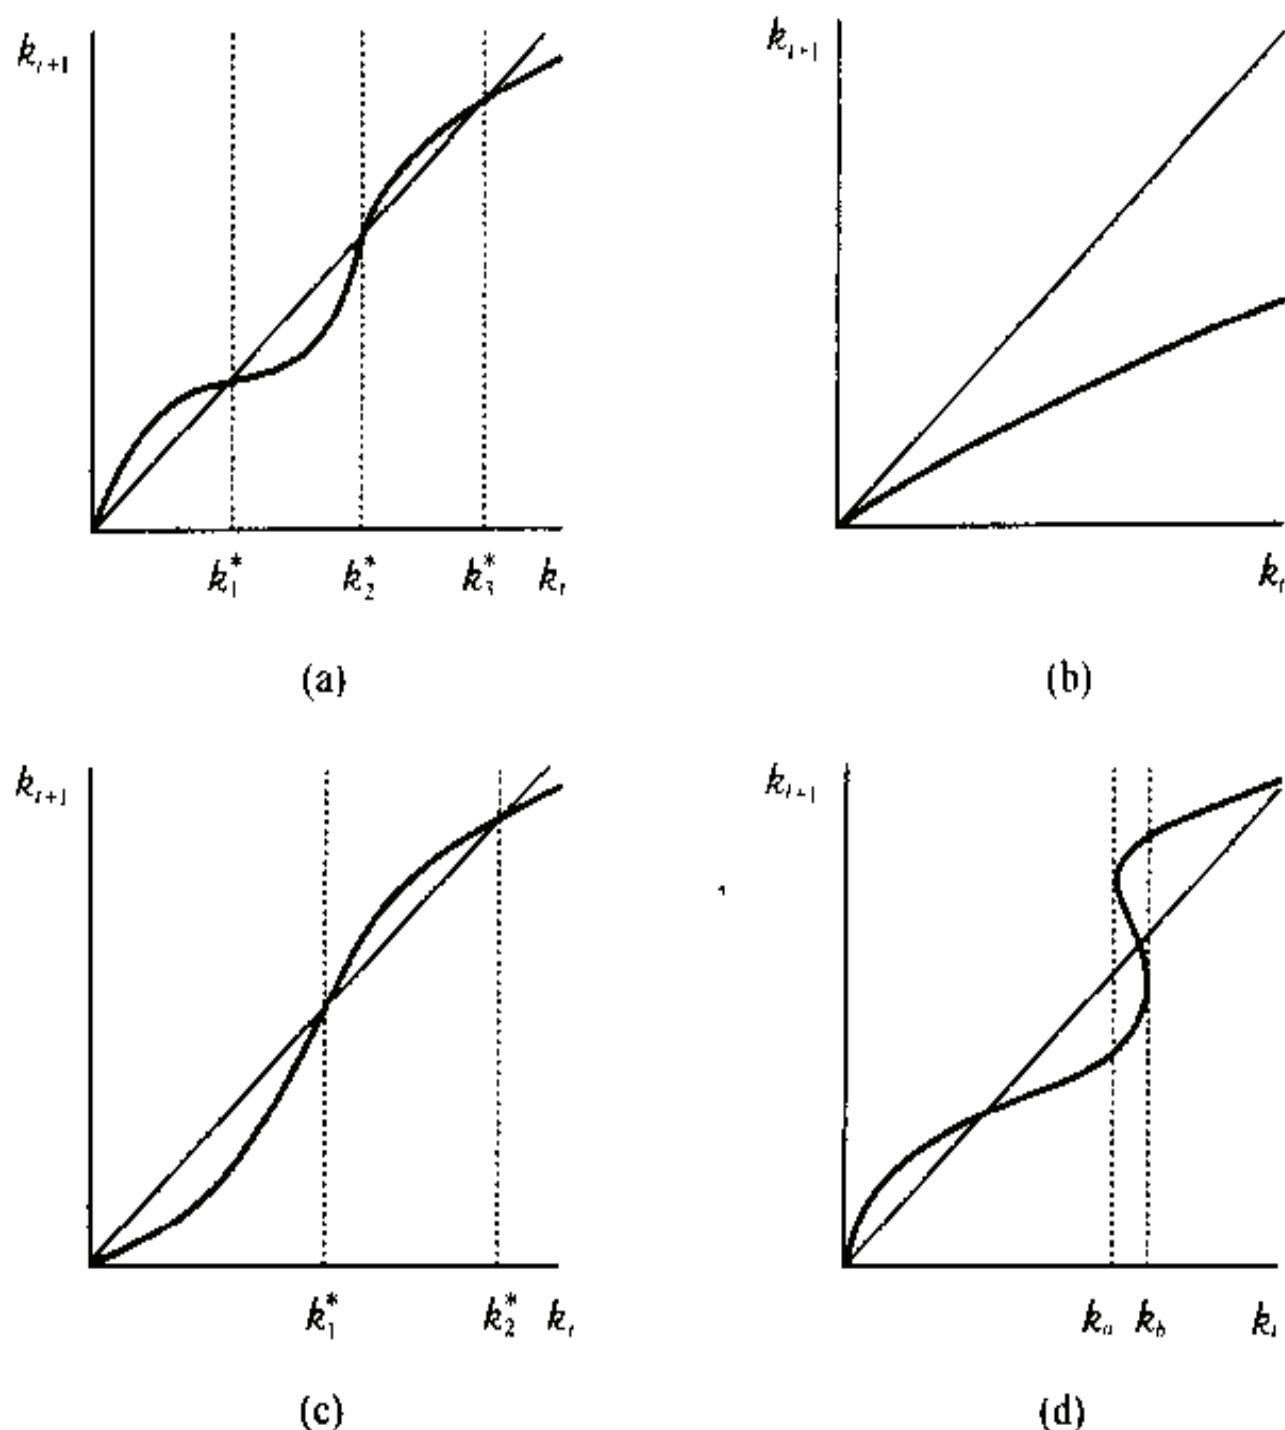 k_{t+1}
k_{t+1}
k_1^* k_2^* k_3^* k_t
k_t
(a)
(b)
k_{t+1}
k_{t+1}
k_1^* k_2^* k_t
k_a k_b k_t
(c)
(d)